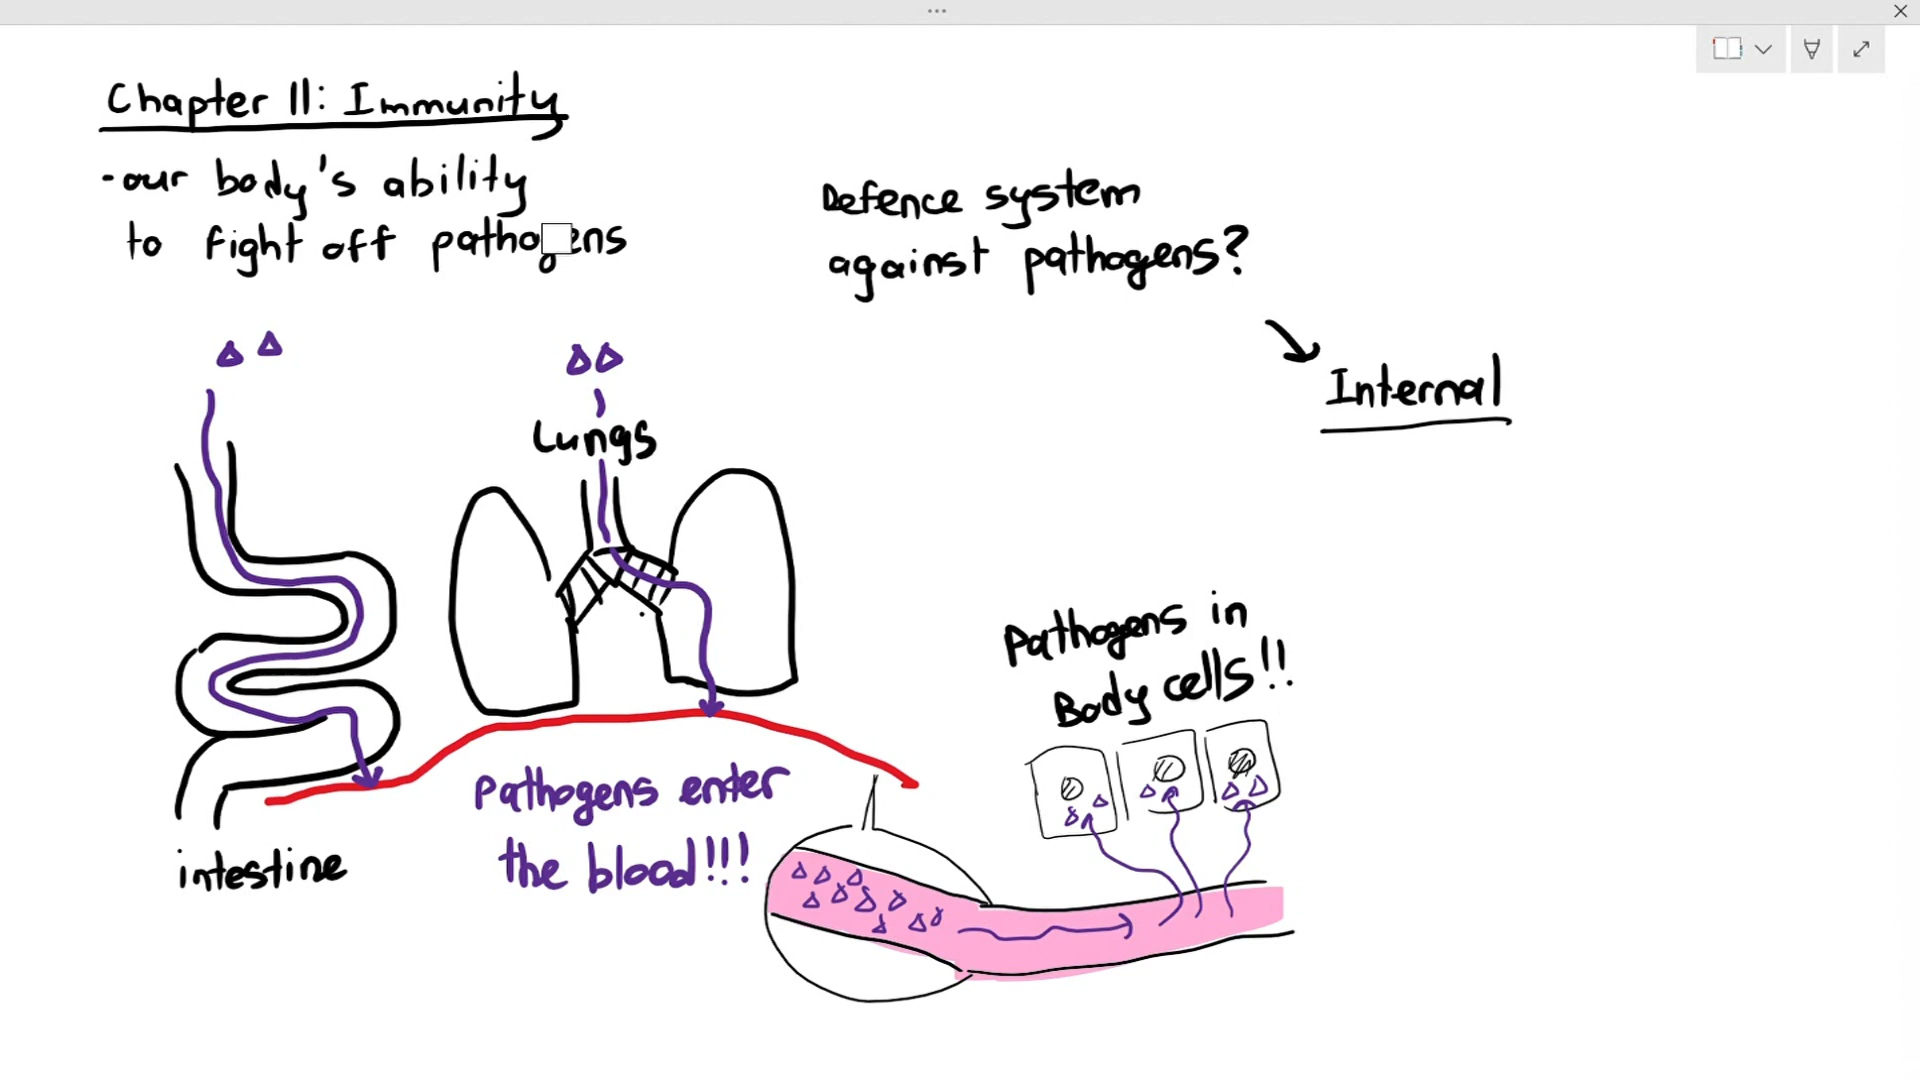 Chapter 11: Immunity
- our body's ability
to fight off pathogens
Defence system
against pathogens?
Internal
Lungs
Pathogens in
Body cells!!
Pathogens enter
the blood!!!
intestine